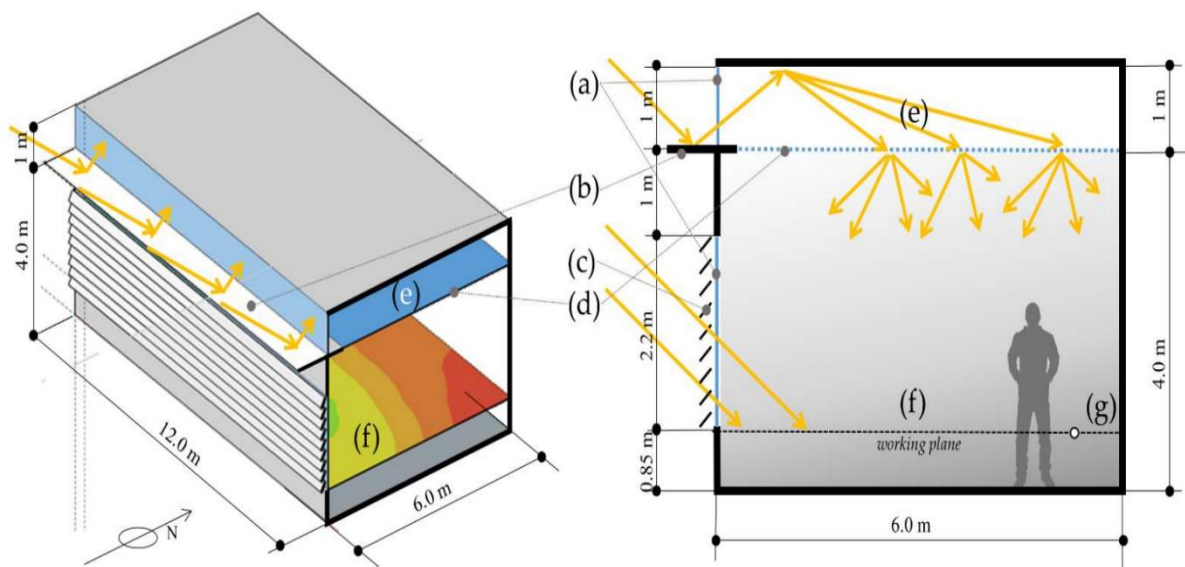 1 m
4.0 m
12.0 m
N
6.0 m
(e)
(f)
(a)
(b)
(c)
(d)
1 m
1 m
2.2 m
0.85 m
(e)
(f)
working plane
(g)
1 m
4.0 m
6.0 m